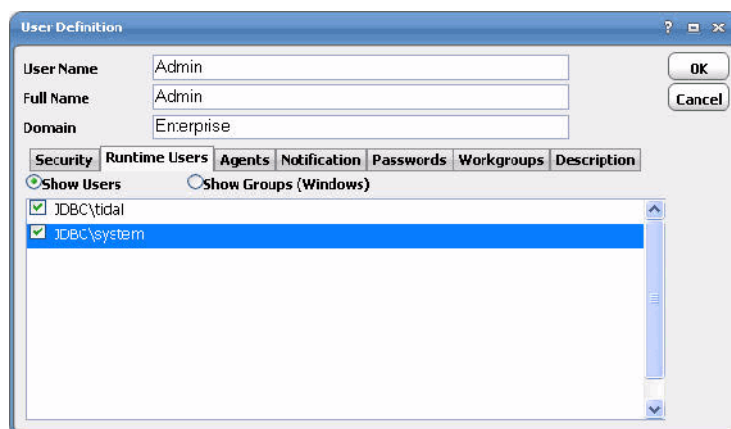 User Definition
?
User Name Admin OK
Full Name Admin Cancel
Domain Enterprise
Security Runtime Users Agents Notification Passwords Workgroups Description
Show Users Show Groups (Windows)
JDBC\tidal
JDBC\system